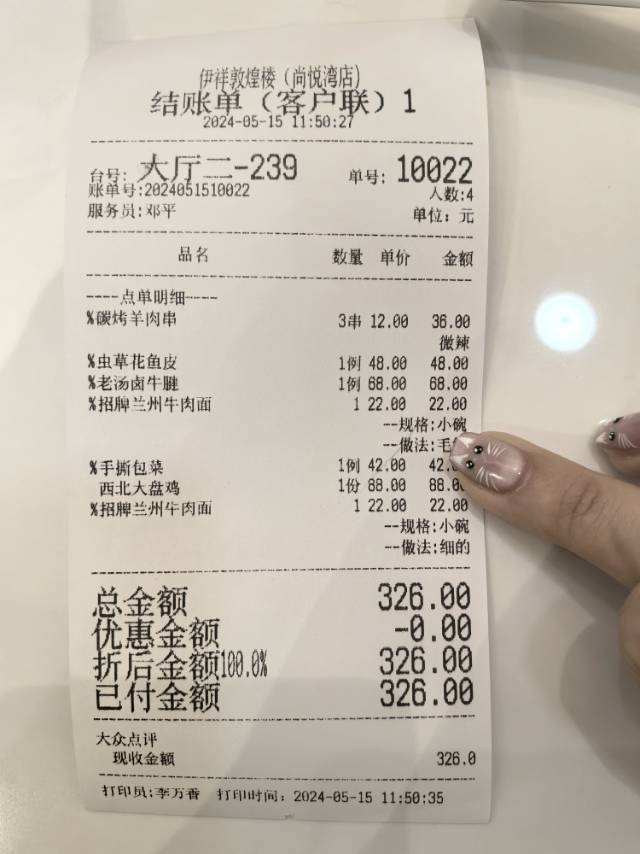 伊祥敦煌楼（尚悦湾店）
结账单（客户联）1
2024-05-15 11:50:27
台号: 大厅二-239 单号: 10022
账单号:2024051510022 人数:4
服务员:邓平 单位: 元
品名 数量 单价 金额
----点单明细----
%碳烤羊肉串 3串 12.00 36.00
微辣
%虫草花鱼皮 1例 48.00 48.00
%老汤卤牛腱 1例 68.00 68.00
%招牌兰州牛肉面 1 22.00 22.00
--规格:小碗
--做法:毛
%手撕包菜 1例 42.00 42.
西北大盘鸡 1份 88.00 88.00
%招牌兰州牛肉面 1 22.00 22.00
--规格:小碗
--做法:细的
总金额 326.00
优惠金额 -0.00
折后金额100.0% 326.00
已付金额 326.00
大众点评
现收金额 326.0
打印员:李万香 打印时间: 2024-05-15 11:50:35